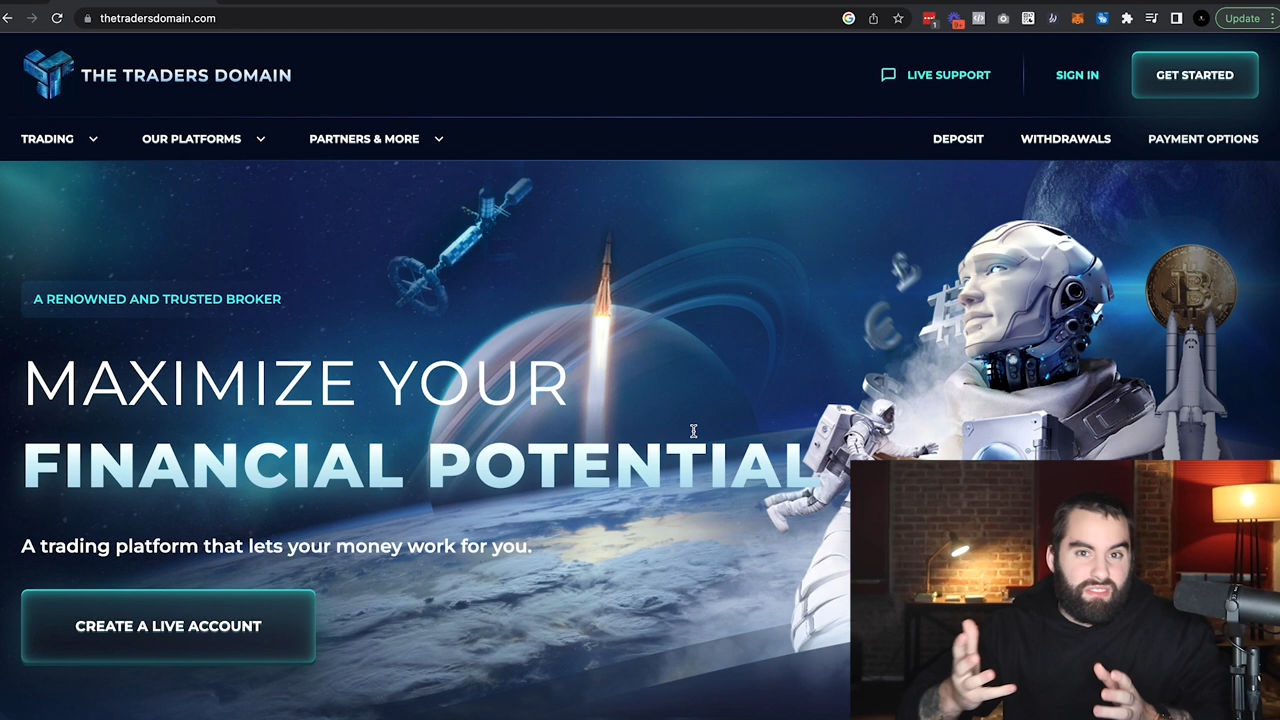 thetradersdomain.com
Update
1
9+
THE TRADERS DOMAIN
LIVE SUPPORT
SIGN IN
GET STARTED
TRADING
OUR PLATFORMS
PARTNERS & MORE
DEPOSIT
WITHDRAWALS
PAYMENT OPTIONS
A RENOWNED AND TRUSTED BROKER
MAXIMIZE YOUR
FINANCIAL POTENTIAL
A trading platform that lets your money work for you.
CREATE A LIVE ACCOUNT